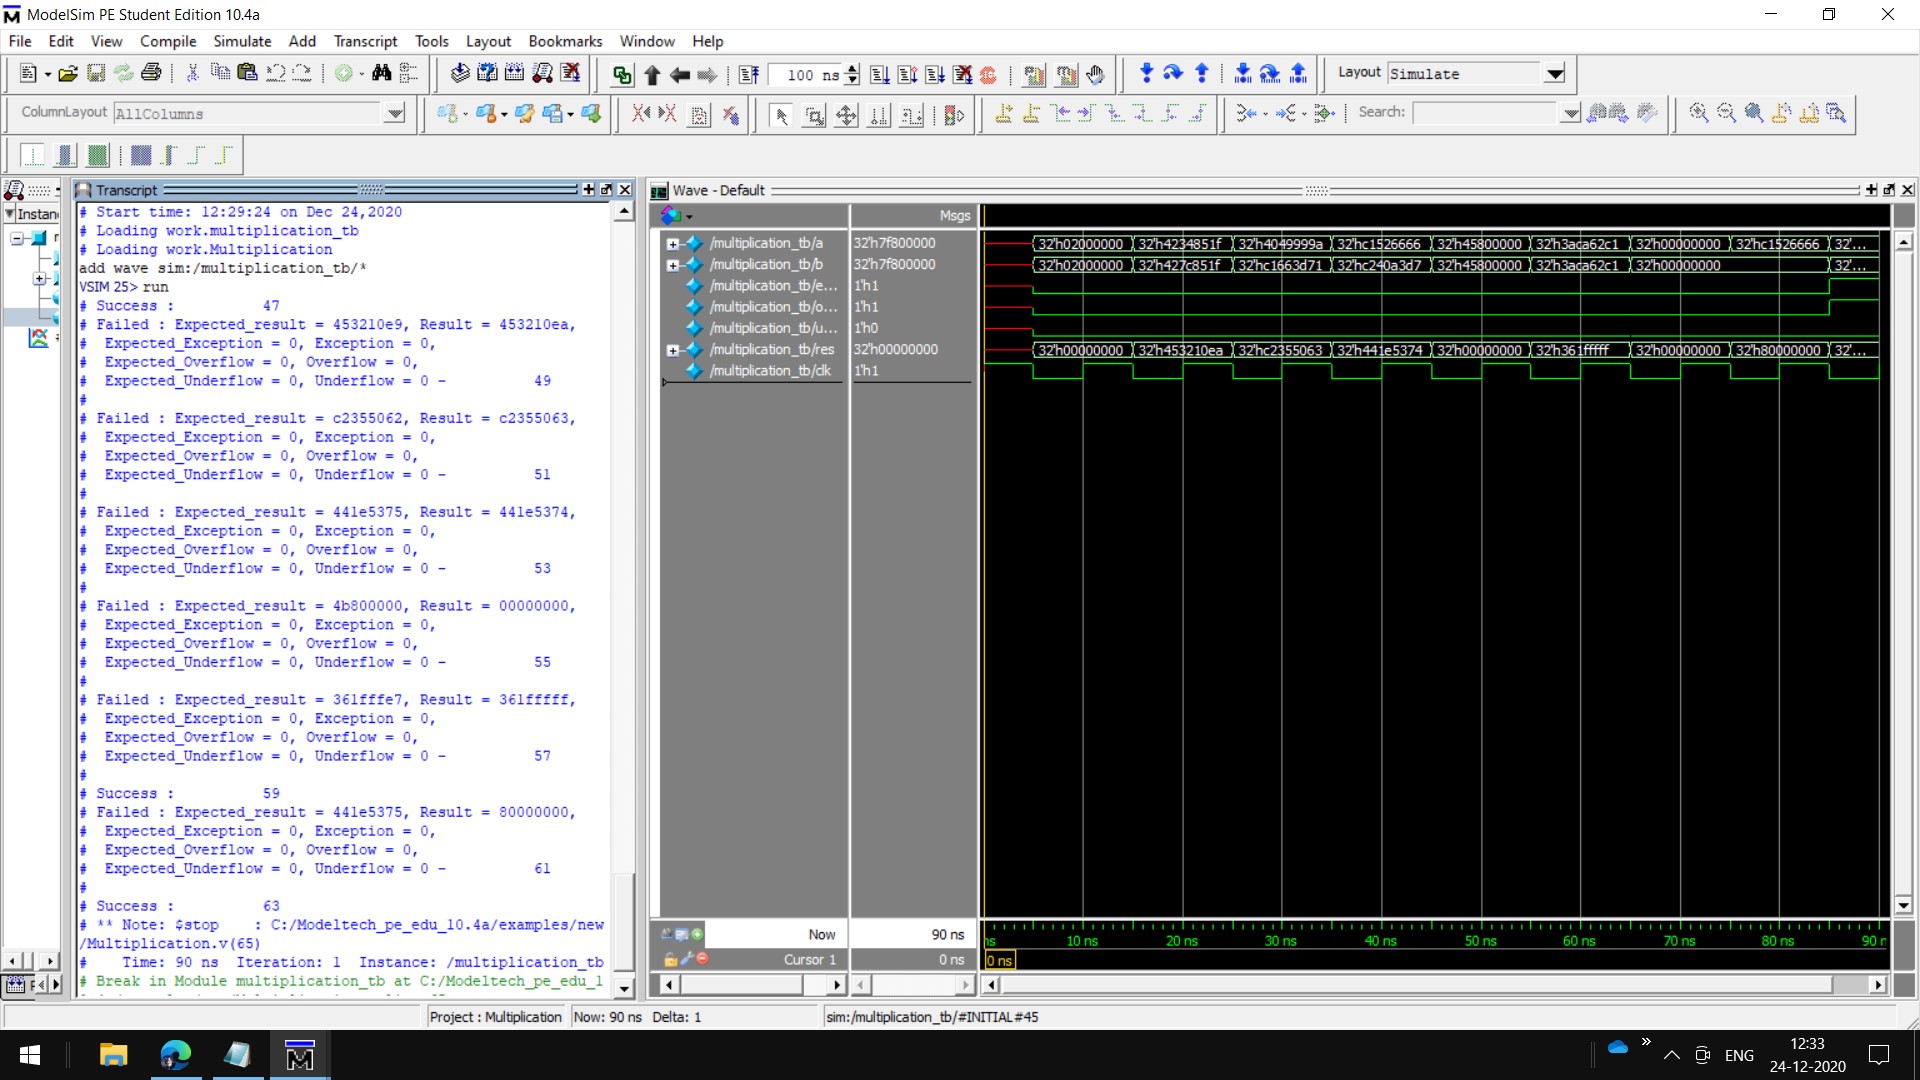 ModelSim PE Student Edition 10.4a
File Edit View Compile Simulate Add Transcript Tools Layout Bookmarks Window Help
100 ns
Layout Simulate
ColumnLayout AllColumns
Search:
Instan
Transcript
# Start time: 12:29:24 on Dec 24,2020
# Loading work.multiplication_tb
# Loading work.Multiplication
add wave sim:/multiplication_tb/*
VSIM 25> run
# Success : 47
# Failed : Expected_result = 453210e9, Result = 453210ea,
# Expected_Exception = 0, Exception = 0,
# Expected_Overflow = 0, Overflow = 0,
# Expected_Underflow = 0, Underflow = 0 - 49
#
# Failed : Expected_result = c2355062, Result = c2355063,
# Expected_Exception = 0, Exception = 0,
# Expected_Overflow = 0, Overflow = 0,
# Expected_Underflow = 0, Underflow = 0 - 51
#
# Failed : Expected_result = 441e5375, Result = 441e5374,
# Expected_Exception = 0, Exception = 0,
# Expected_Overflow = 0, Overflow = 0,
# Expected_Underflow = 0, Underflow = 0 - 53
#
# Failed : Expected_result = 4b800000, Result = 00000000,
# Expected_Exception = 0, Exception = 0,
# Expected_Overflow = 0, Overflow = 0,
# Expected_Underflow = 0, Underflow = 0 - 55
#
# Failed : Expected_result = 361fffe7, Result = 361fffff,
# Expected_Exception = 0, Exception = 0,
# Expected_Overflow = 0, Overflow = 0,
# Expected_Underflow = 0, Underflow = 0 - 57
#
# Success : 59
# Failed : Expected_result = 441e5375, Result = 80000000,
# Expected_Exception = 0, Exception = 0,
# Expected_Overflow = 0, Overflow = 0,
# Expected_Underflow = 0, Underflow = 0 - 61
#
# Success : 63
# ** Note: $stop : C:/Modeltech_pe_edu_10.4a/examples/new
/Multiplication.v(65)
# Time: 90 ns Iteration: 1 Instance: /multiplication_tb
# Break in Module multiplication_tb at C:/Modeltech_pe_edu_1
Wave - Default
Msgs
/multiplication_tb/a 32'h7f800000 32'h02000000 32'h4234851f 32'h4049999a 32'hc1526666 32'h45800000 32'h3aca62c1 32'h00000000 32'hc1526666 32'...
/multiplication_tb/b 32'h7f800000 32'h02000000 32'h427c851f 32'hc1663d71 32'hc240a3d7 32'h45800000 32'h3aca62c1 32'h00000000 32'...
/multiplication_tb/e... 1'h1
/multiplication_tb/o... 1'h1
/multiplication_tb/u... 1'h0
/multiplication_tb/res 32'h00000000 32'h00000000 32'h453210ea 32'hc2355063 32'h441e5374 32'h00000000 32'h361fffff 32'h00000000 32'h80000000 32'...
/multiplication_tb/clk 1'h1
Now 90 ns
ns 10 ns 20 ns 30 ns 40 ns 50 ns 60 ns 70 ns 80 ns 90 n
Cursor 1 0 ns
0 ns
Project : Multiplication Now: 90 ns Delta: 1 sim:/multiplication_tb/#INITIAL#45
ENG
12:33
24-12-2020